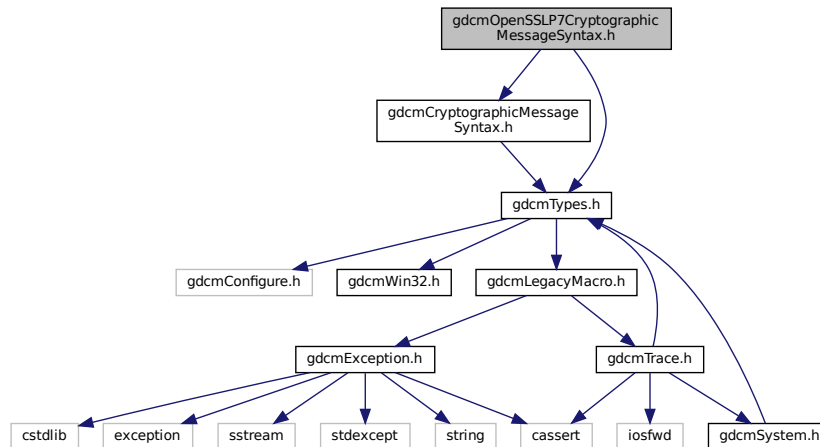 gdcmOpenSSLP7Cryptographic
MessageSyntax.h
gdcmCryptographicMessage
Syntax.h
gdcmTypes.h
gdcmConfigure.h
gdcmWin32.h
gdcmLegacyMacro.h
gdcmException.h
gdcmTrace.h
cstdlib
exception
sstream
stdexcept
string
cassert
iosfwd
gdcmSystem.h